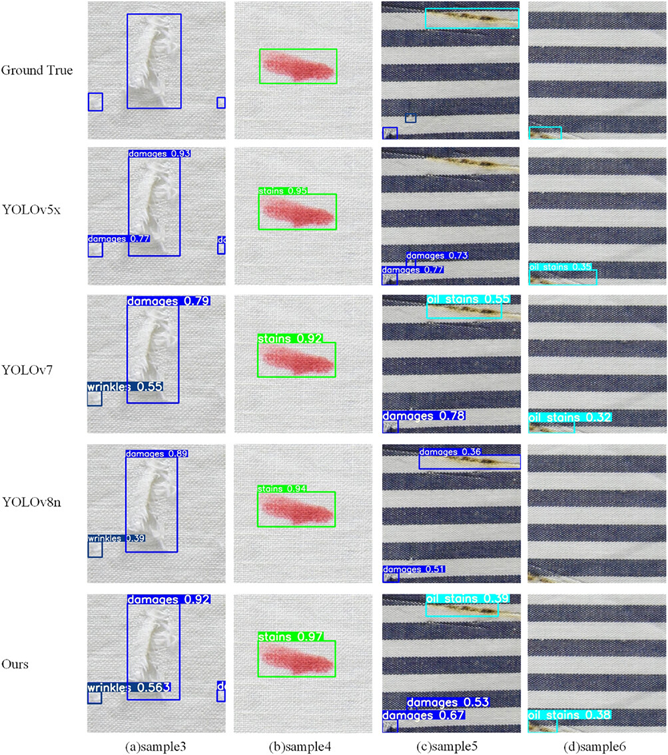 Ground True
YOLOv5x
damages 0.93
damages 0.77
da
stains 0.95
damages 0.73
damages 0.77
oil stains 0.32
YOLOv7
damages 0.79
wrinkles 0.55
stains 0.92
oil stains 0.55
damages 0.78
oil stains 0.32
YOLOv8n
damages 0.89
wrinkles 0.39
stains 0.94
damages 0.36
damages 0.51
Ours
damages 0.92
wrinkles 0.563
da
stains 0.97
oil stains 0.39
damages 0.53
damages 0.67
oil stains 0.38
(a)sample3
(b)sample4
(c)sample5
(d)sample6